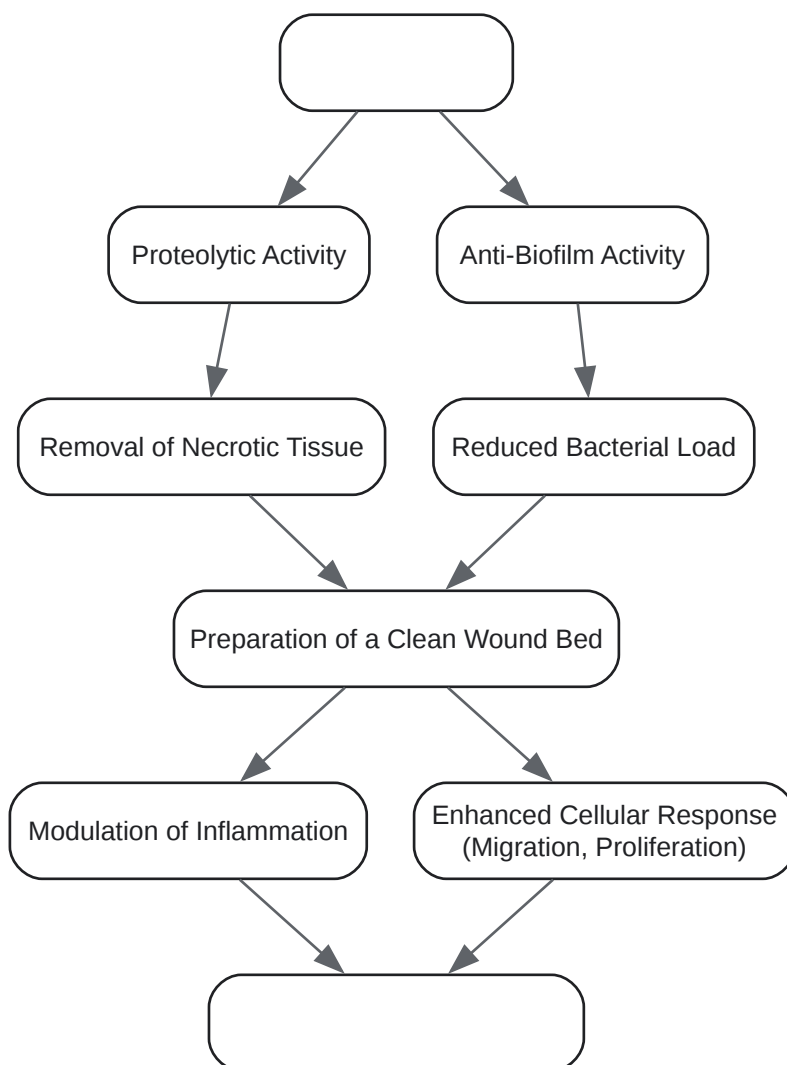 Proteolytic Activity
Anti-Biofilm Activity
Removal of Necrotic Tissue
Reduced Bacterial Load
Preparation of a Clean Wound Bed
Modulation of Inflammation
Enhanced Cellular Response
(Migration, Proliferation)